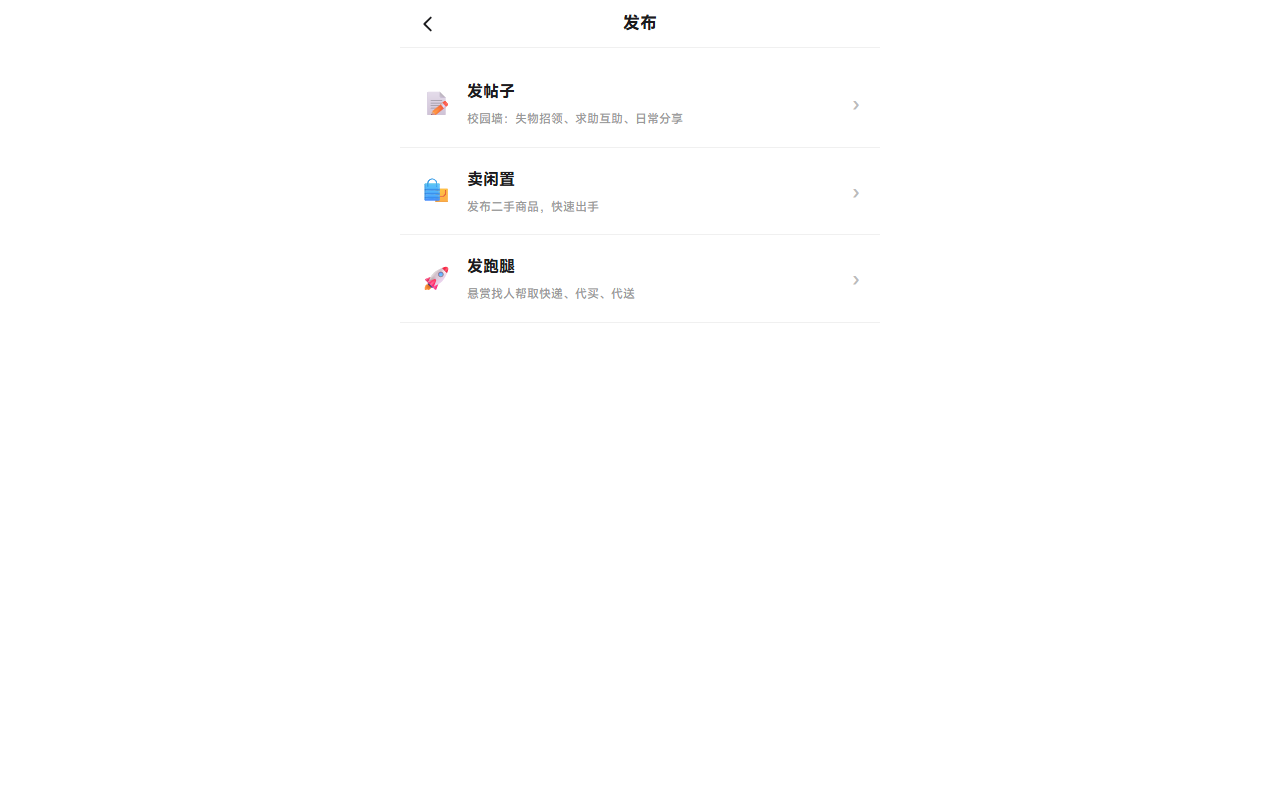 发布
发帖子
校园墙：失物招领、求助互助、日常分享
卖闲置
发布二手商品，快速出手
发跑腿
悬赏找人帮取快递、代买、代送